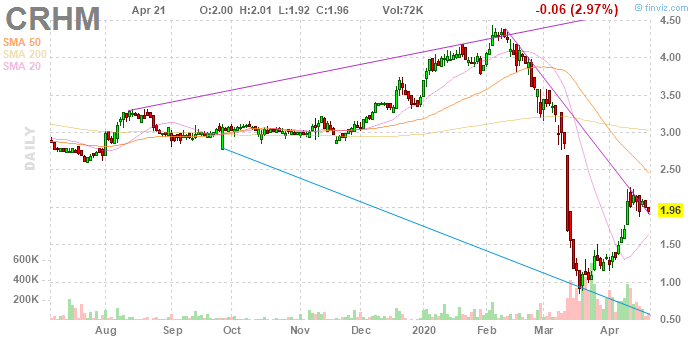 CRHM Apr 21 O:2.00 H:2.01 L:1.92 C:1.96 Vol:72K -0.06 (2.97%)
© finviz.com
SMA 50
SMA 200
SMA 20
DAILY
4.50
4.00
3.50
3.00
2.50
1.96
1.50
1.00
0.50
600K
400K
200K
Aug Sep Oct Nov Dec 2020 Feb Mar Apr